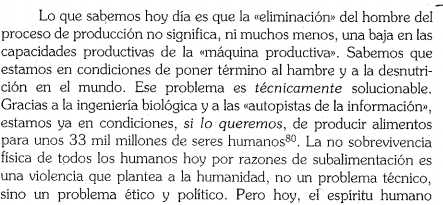 Lo que sabemos hoy día es que la «eliminación» del hombre del
proceso de producción no significa, ni muchos menos, una baja en las
capacidades productivas de la «máquina productiva». Sabemos que
estamos en condiciones de poner término al hambre y a la desnutri-
ción en el mundo. Ese problema es técnicamente solucionable.
Gracias a la ingeniería biológica y a las «autopistas de la información»,
estamos ya en condiciones, si lo queremos, de producir alimentos
para unos 33 mil millones de seres humanos80. La no sobrevivencia
física de todos los humanos hoy por razones de subalimentación es
una violencia que plantea a la humanidad, no un problema técnico,
sino un problema ético y político. Pero hoy, el espíritu humano